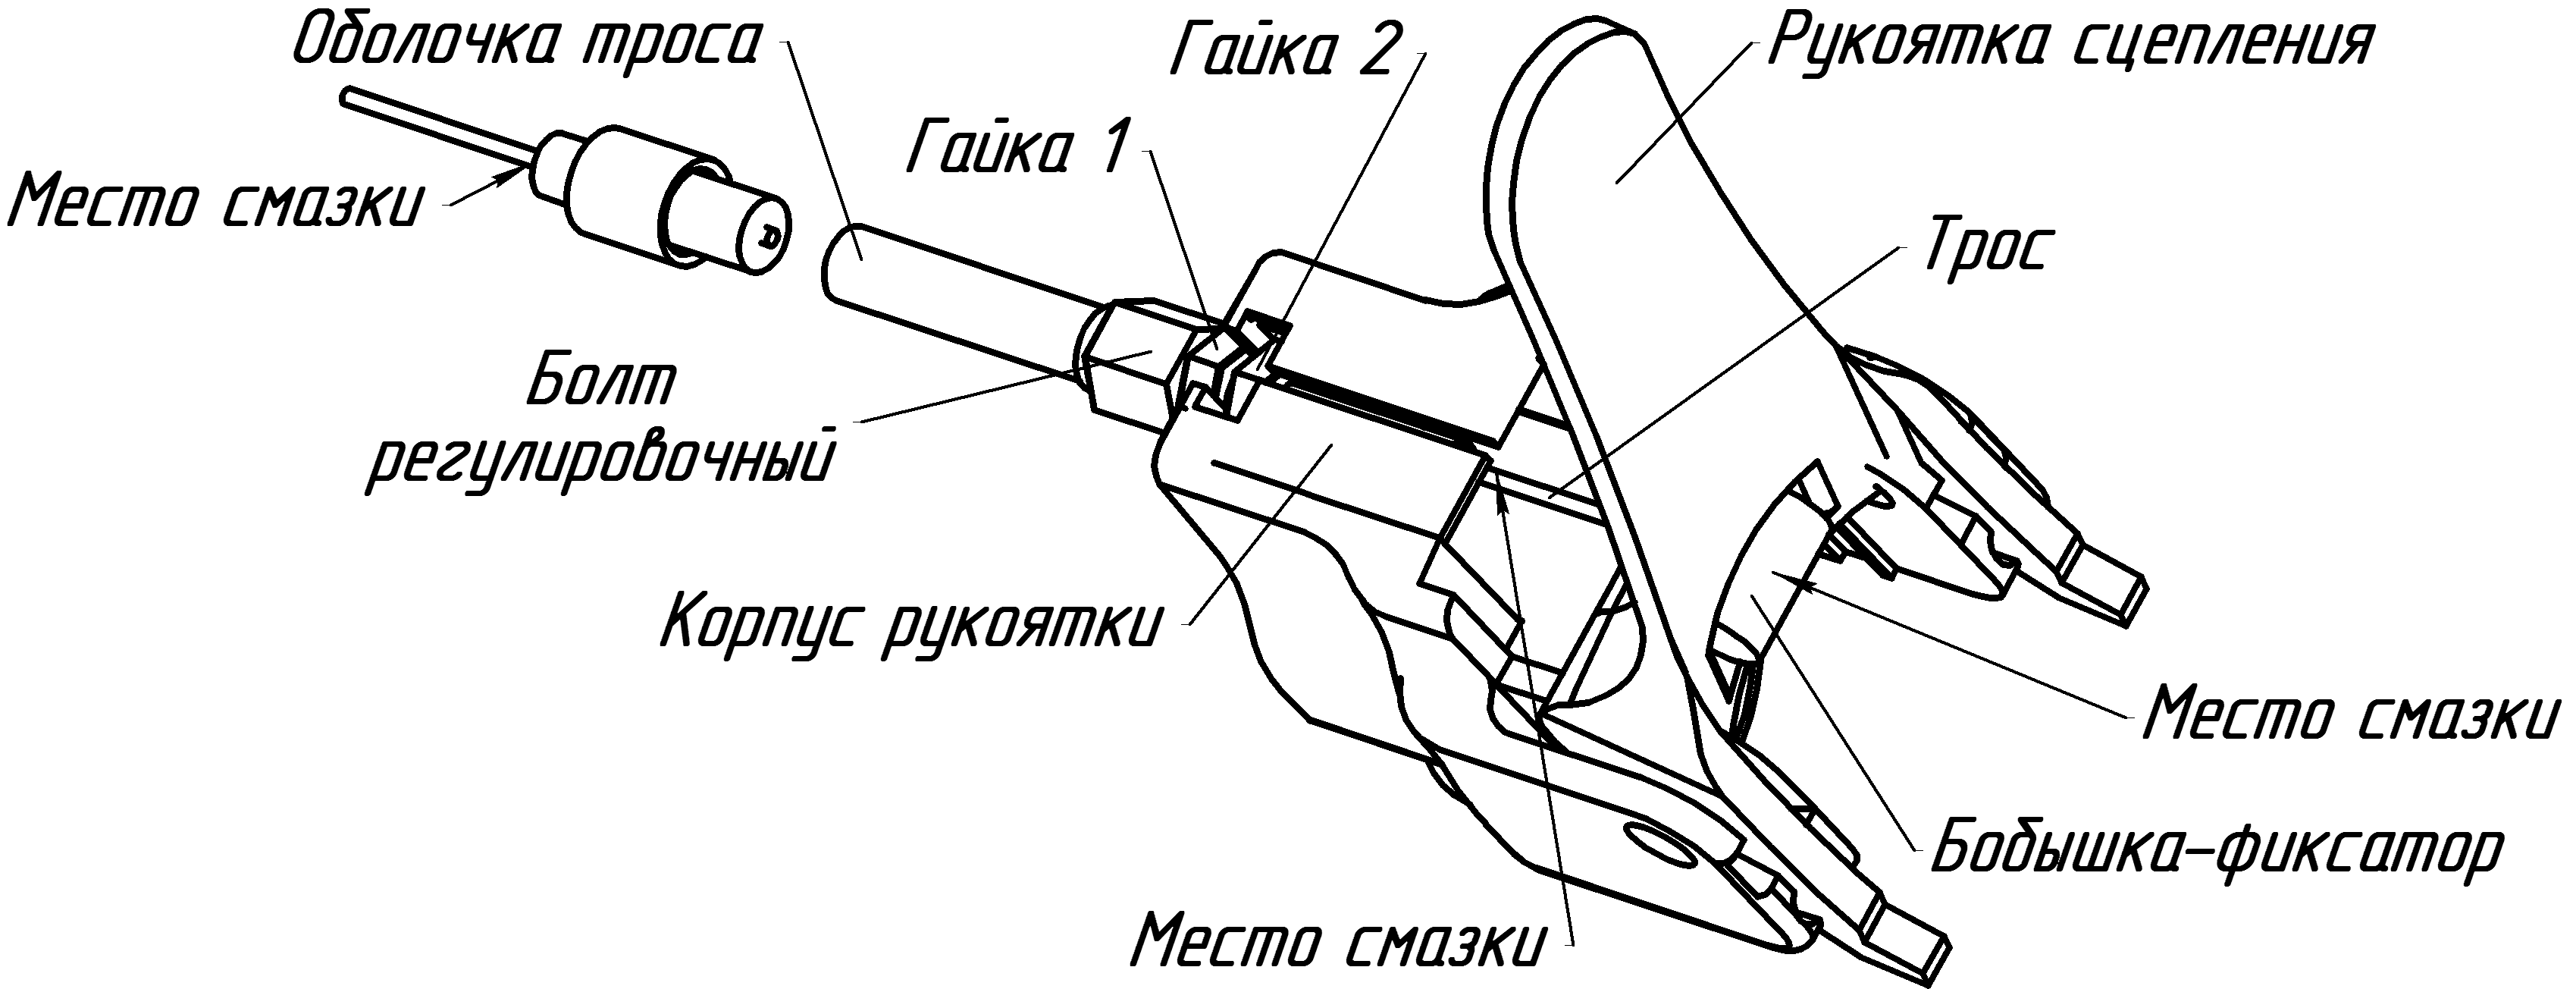 Оболочка троса
Гайка 2
Рукоятка сцепления
Гайка 1
Место смазки
Трос
Болт
регулировочный
Корпус рукоятки
Место смазки
Бобышка-фиксатор
Место смазки